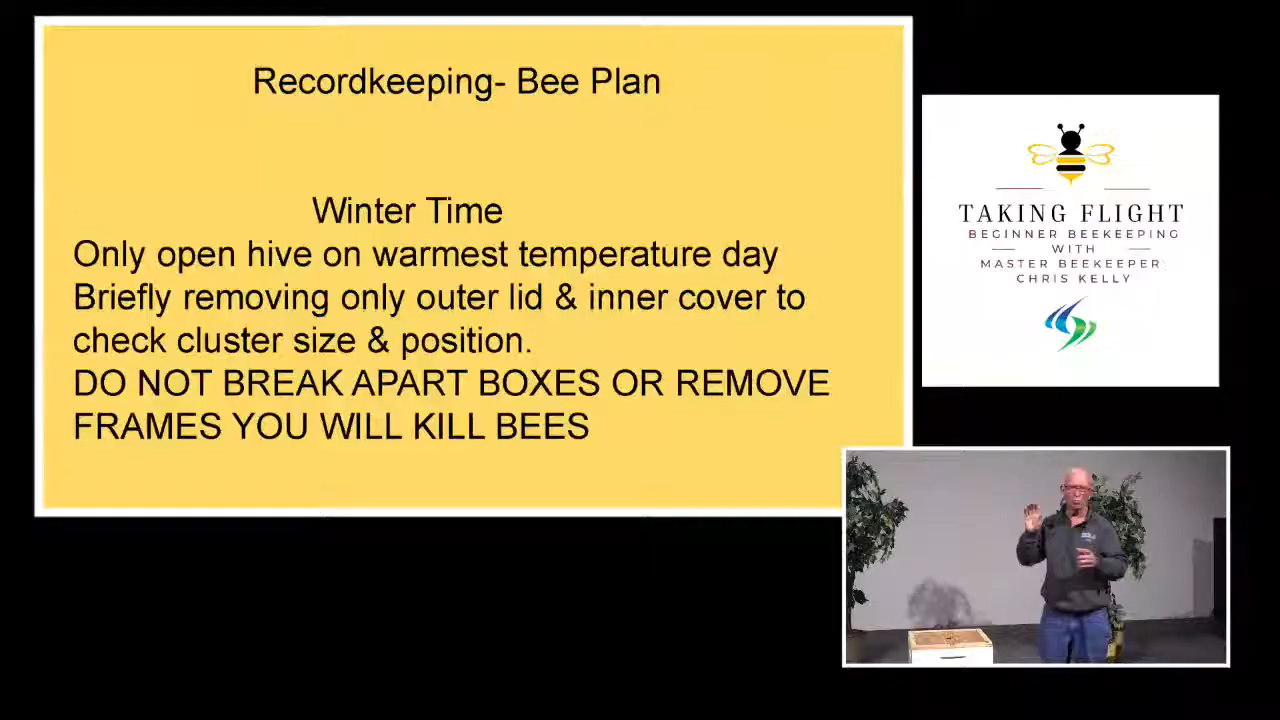 Recordkeeping- Bee Plan
Winter Time
Only open hive on warmest temperature day
Briefly removing only outer lid & inner cover to
check cluster size & position.
DO NOT BREAK APART BOXES OR REMOVE
FRAMES YOU WILL KILL BEES
TAKING FLIGHT
BEGINNER BEEKEEPING
WITH
MASTER BEEKEEPER
CHRIS KELLY